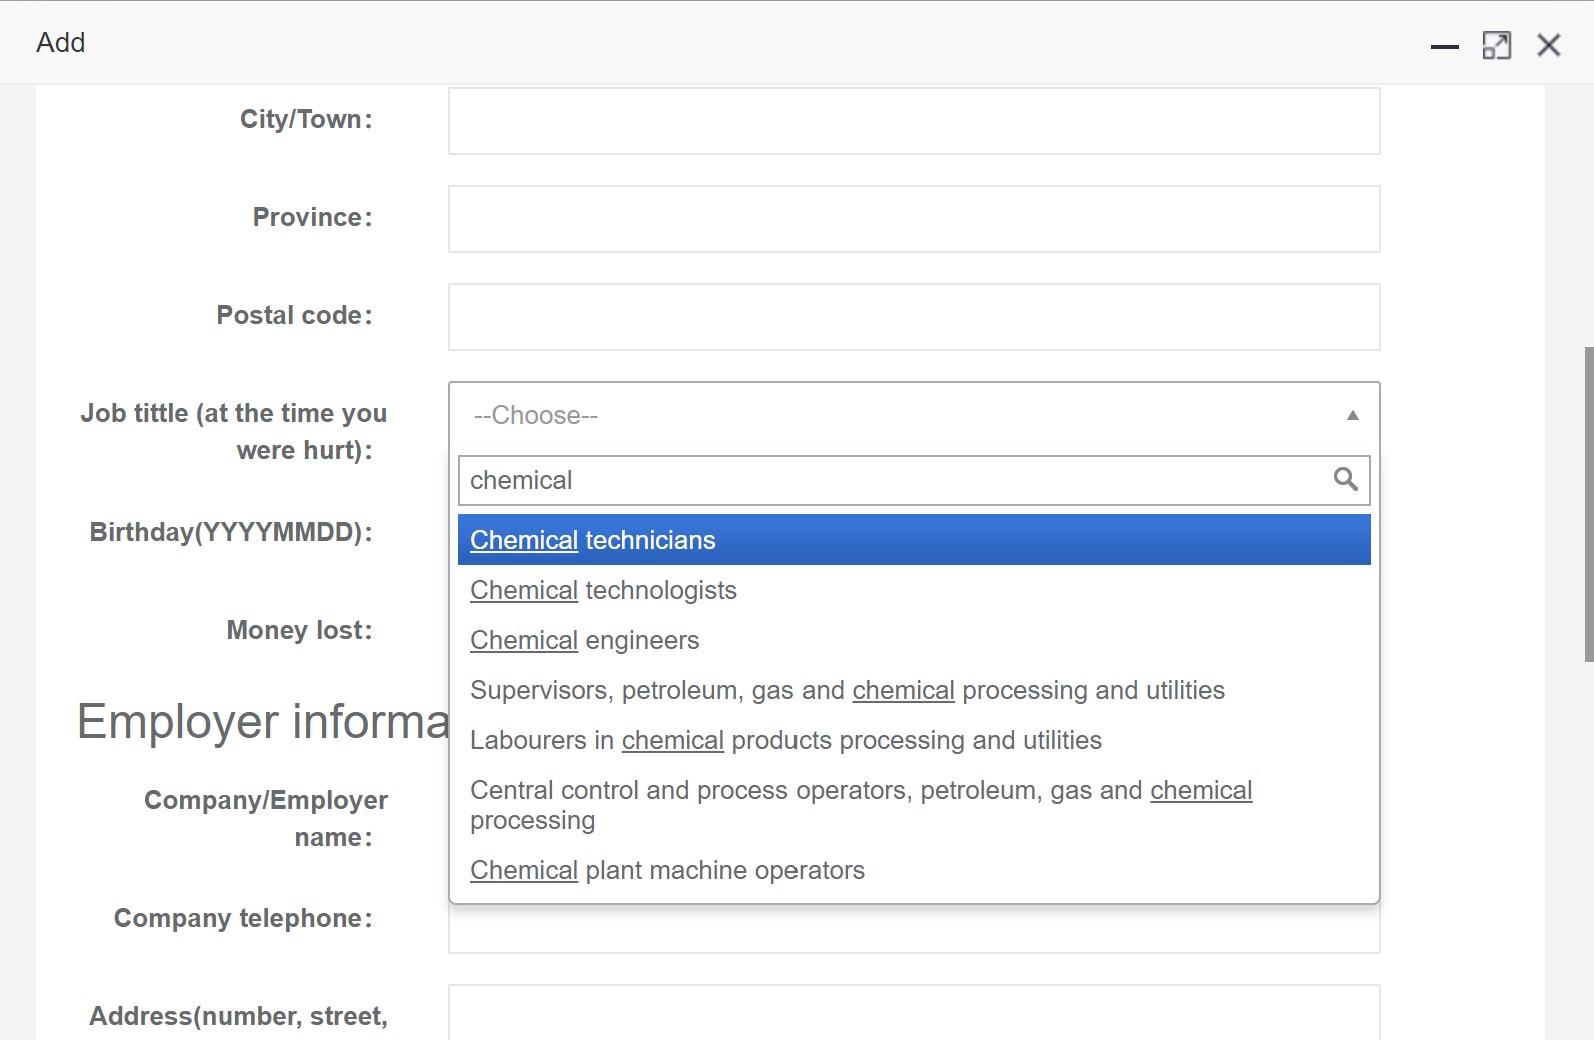 Add
City/Town:
Province:
Postal code:
Job tittle (at the time you
were hurt):
--Choose--
chemical
Chemical technicians
Chemical technologists
Chemical engineers
Supervisors, petroleum, gas and chemical processing and utilities
Labourers in chemical products processing and utilities
Central control and process operators, petroleum, gas and chemical
processing
Chemical plant machine operators
Birthday(YYYYMMDD):
Money lost:
Employer informa
Company/Employer
name:
Company telephone:
Address(number, street,